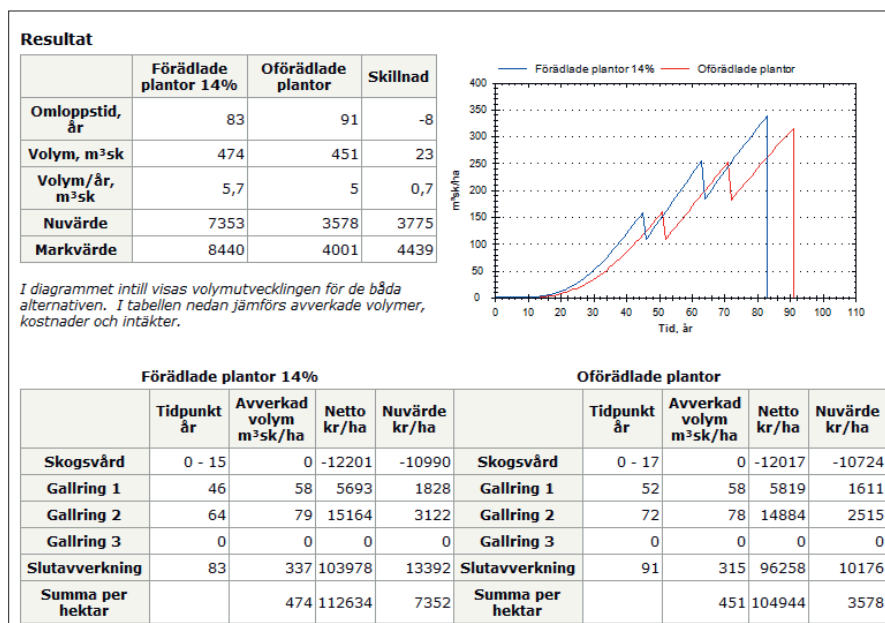 Resultat
Förädlade plantor 14% Oförädlade plantor Skillnad
Omloppstid, år 83 91 -8
Volym, m³sk 474 451 23
Volym/år, m³sk 5,7 5 0,7
Nuvärde 7353 3578 3775
Markvärde 8440 4001 4439
I diagrammet intill visas volymutvecklingen för de båda
alternativen. I tabellen nedan jämförs avverkade volymer,
kostnader och intäkter.
Förädlade plantor 14% Oförädlade plantor
400
350
300
250
200
150
100
50
0
m³sk/ha
0 10 20 30 40 50 60 70 80 90 100 110
Tid, år
Förädlade plantor 14%
Tidpunkt år Avverkad volym m³sk/ha Netto kr/ha Nuvärde kr/ha
Skogsvård 0 - 15 0 -12201 -10990
Gallring 1 46 58 5693 1828
Gallring 2 64 79 15164 3122
Gallring 3 0 0 0 0
Slutavverkning 83 337 103978 13392
Summa per hektar 474 112634 7352
Oförädlade plantor
Tidpunkt år Avverkad volym m³sk/ha Netto kr/ha Nuvärde kr/ha
Skogsvård 0 - 17 0 -12017 -10724
Gallring 1 52 58 5819 1611
Gallring 2 72 78 14884 2515
Gallring 3 0 0 0 0
Slutavverkning 91 315 96258 10176
Summa per hektar 451 104944 3578